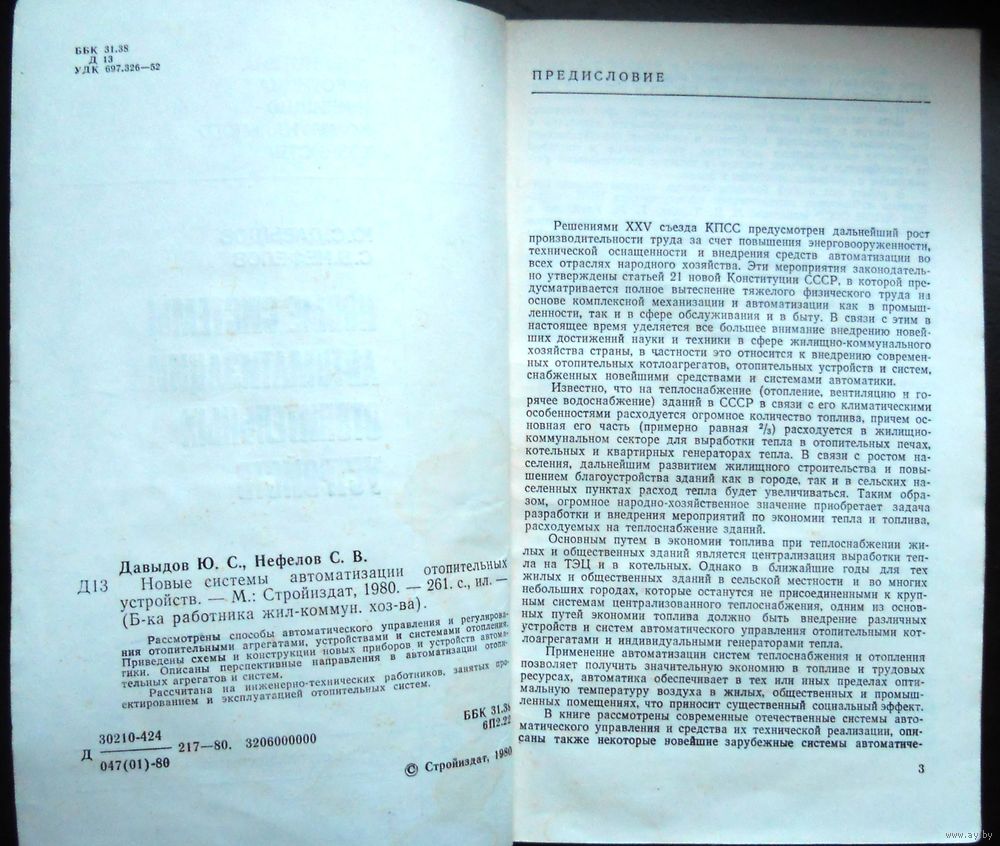 ББК 31.38
Д 13
УДК 697.326—52
Давыдов Ю. С., Нефелов С. В.
Д13 Новые системы автоматизации отопительных
устройств. — М.: Стройиздат, 1980. — 261. с., ил. —
(Б-ка работника жил-коммун. хоз-ва).
Рассмотрены способы автоматического управления и регулирова-
ния отопительными агрегатами, устройствами и системами отопления.
Приведены схемы и конструкции новых приборов и устройств автома-
тики. Описаны перспективные направления в автоматизации отопи-
тельных агрегатов и систем.
Рассчитана на инженерно-технических работников, занятых про-
ектированием и эксплуатацией отопительных систем.
ББК 31.38
6П2.22
Д 30210-424
047(01)-80 217—80. 3206000000
© Стройиздат, 1980
ПРЕДИСЛОВИЕ
Решениями XXV съезда КПСС предусмотрен дальнейший рост
производительности труда за счет повышения энерговооруженности,
технической оснащенности и внедрения средств автоматизации во
всех отраслях народного хозяйства. Эти мероприятия законодатель-
но утверждены статьей 21 новой Конституции СССР, в которой пре-
дусматривается полное вытеснение тяжелого физического труда на
основе комплексной механизации и автоматизации как в промыш-
ленности, так и в сфере обслуживания и в быту. В связи с этим в
настоящее время уделяется все большее внимание внедрению новей-
ших достижений науки и техники в сфере жилищно-коммунального
хозяйства страны, в частности это относится к внедрению современ-
ных отопительных котлоагрегатов, отопительных устройств и систем,
снабженных новейшими средствами и системами автоматики.
Известно, что на теплоснабжение (отопление, вентиляцию и го-
рячее водоснабжение) зданий в СССР в связи с его климатическими
особенностями расходуется огромное количество топлива, причем ос-
новная его часть (примерно равная ²/₃) расходуется в жилищно-
коммунальном секторе для выработки тепла в отопительных печах,
котельных и квартирных генераторах тепла. В связи с ростом на-
селения, дальнейшим развитием жилищного строительства и повы-
шением благоустройства зданий как в городе, так и в сельских на-
селенных пунктах расход тепла будет увеличиваться. Таким обра-
зом, огромное народно-хозяйственное значение приобретает задача
разработки и внедрения мероприятий по экономии тепла и топлива,
расходуемых на теплоснабжение зданий.
Основным путем в экономии топлива при теплоснабжении жи-
лых и общественных зданий является централизация выработки теп-
ла на ТЭЦ и в котельных. Однако в ближайшие годы для тех
жилых и общественных зданий в сельской местности и во многих
небольших городах, которые останутся не присоединенными к круп-
ным системам централизованного теплоснабжения, одним из основ-
ных путей экономии топлива должно быть внедрение различных
устройств и систем автоматического управления отопительными кот-
лоагрегатами и индивидуальными генераторами тепла.
Применение автоматизации систем теплоснабжения и отопления
позволяет получить значительную экономию в топливе и трудовых
ресурсах, автоматика обеспечивает в тех или иных пределах опти-
мальную температуру воздуха в жилых, общественных и промыш-
ленных помещениях, что приносит существенный социальный эффект.
В книге рассмотрены современные отечественные системы авто-
матического управления и средства их технической реализации, опи-
саны также некоторые новейшие зарубежные системы автоматиче-
3
www.ay.by